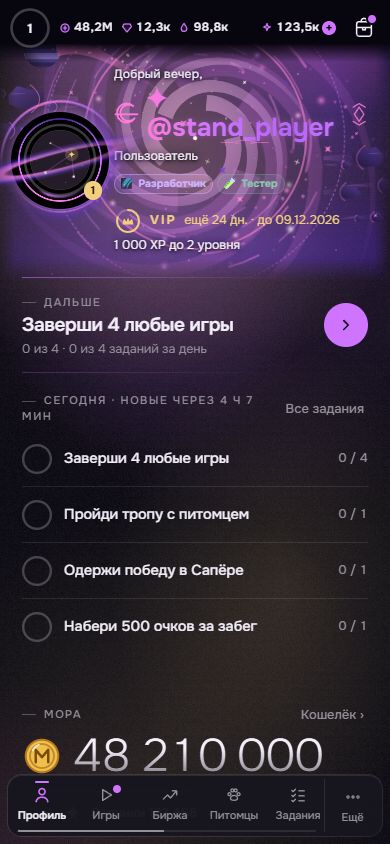 1 48,2М 12,3к 98,8к 123,5к +
Добрый вечер,
@stand_player
Пользователь
Разработчик Тестер
1
VIP ещё 24 дн. · до 09.12.2026
1 000 XP до 2 уровня
— ДАЛЬШЕ
Заверши 4 любые игры
0 из 4 · 0 из 4 заданий за день
— СЕГОДНЯ · НОВЫЕ ЧЕРЕЗ 4 Ч 7
МИН
Все задания
Заверши 4 любые игры 0 / 4
Пройди тропу с питомцем 0 / 1
Одержи победу в Сапёре 0 / 1
Набери 500 очков за забег 0 / 1
— МОРА Кошелёк ›
48 210 000
Профиль Игры Биржа Питомцы Задания Ещё